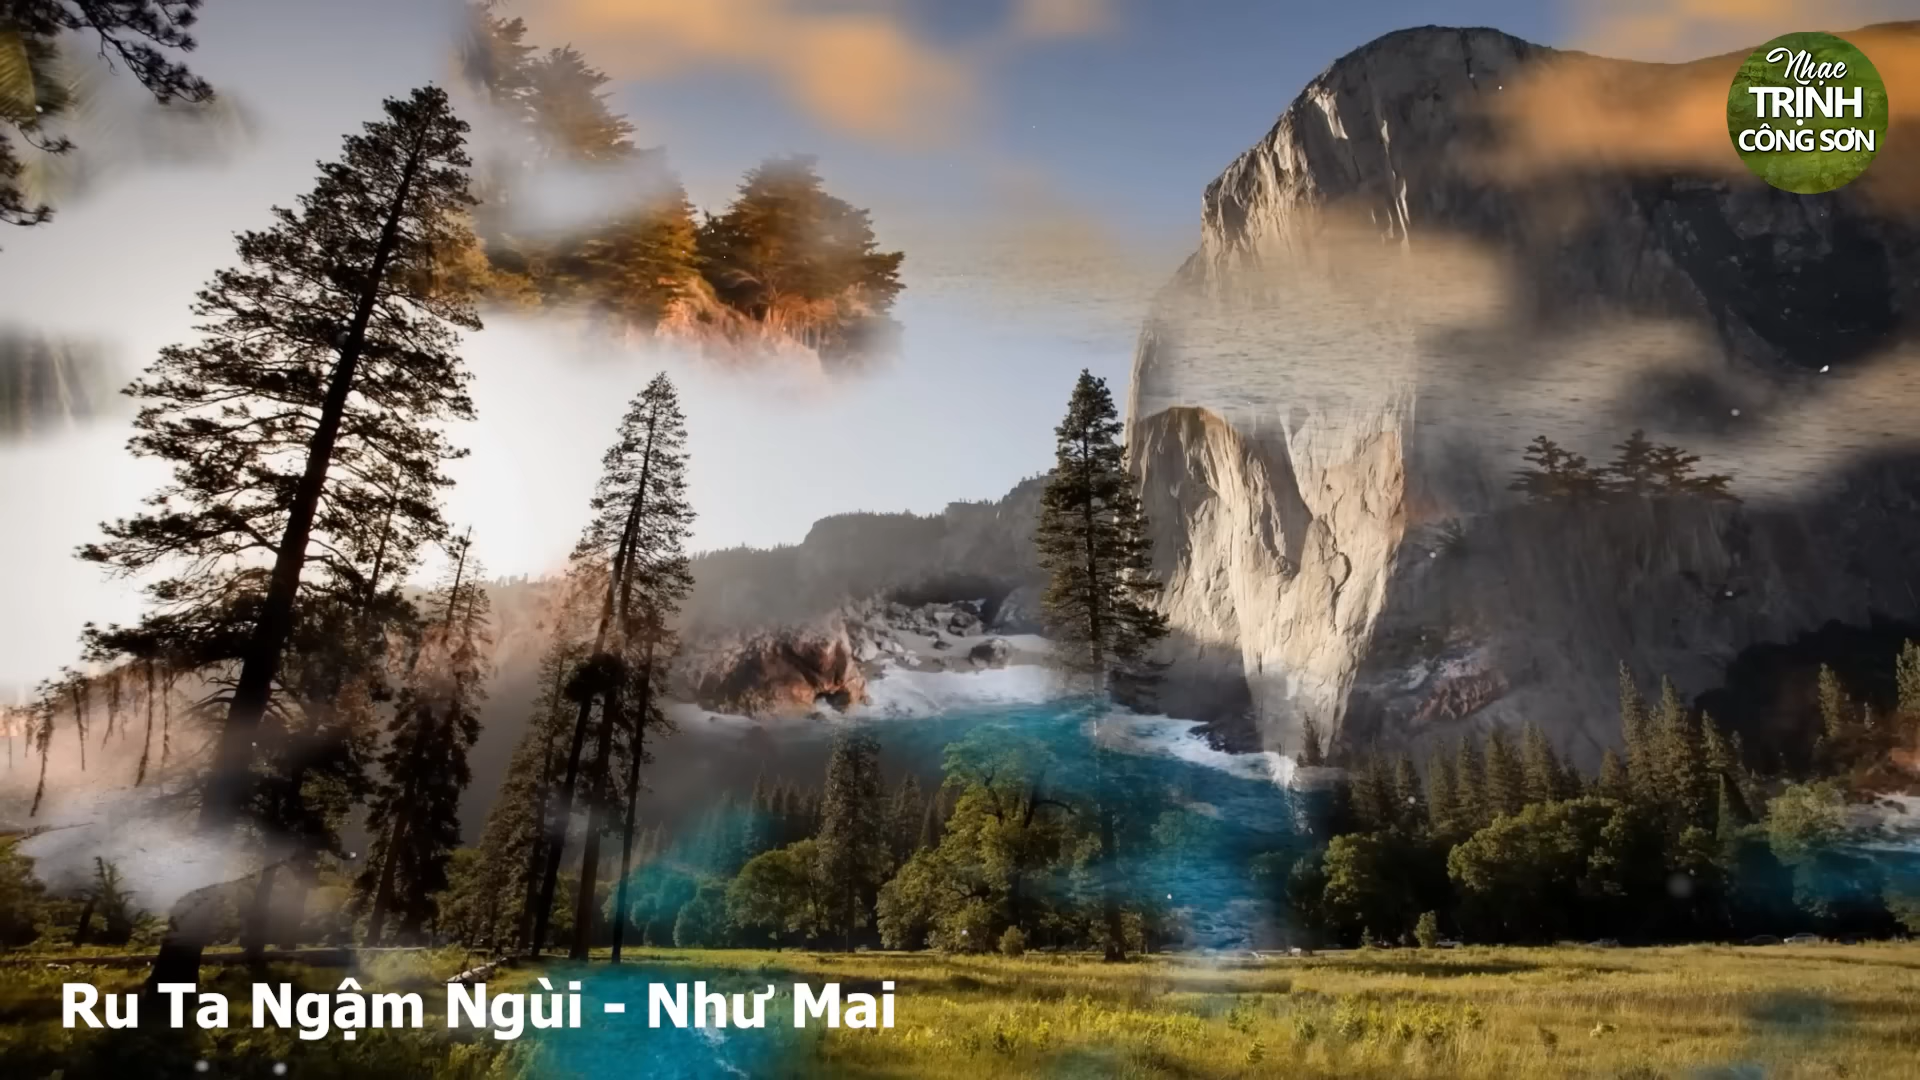 Nhạc
TRỊNH
CÔNG SƠN
Ru Ta Ngậm Ngùi - Như Mai